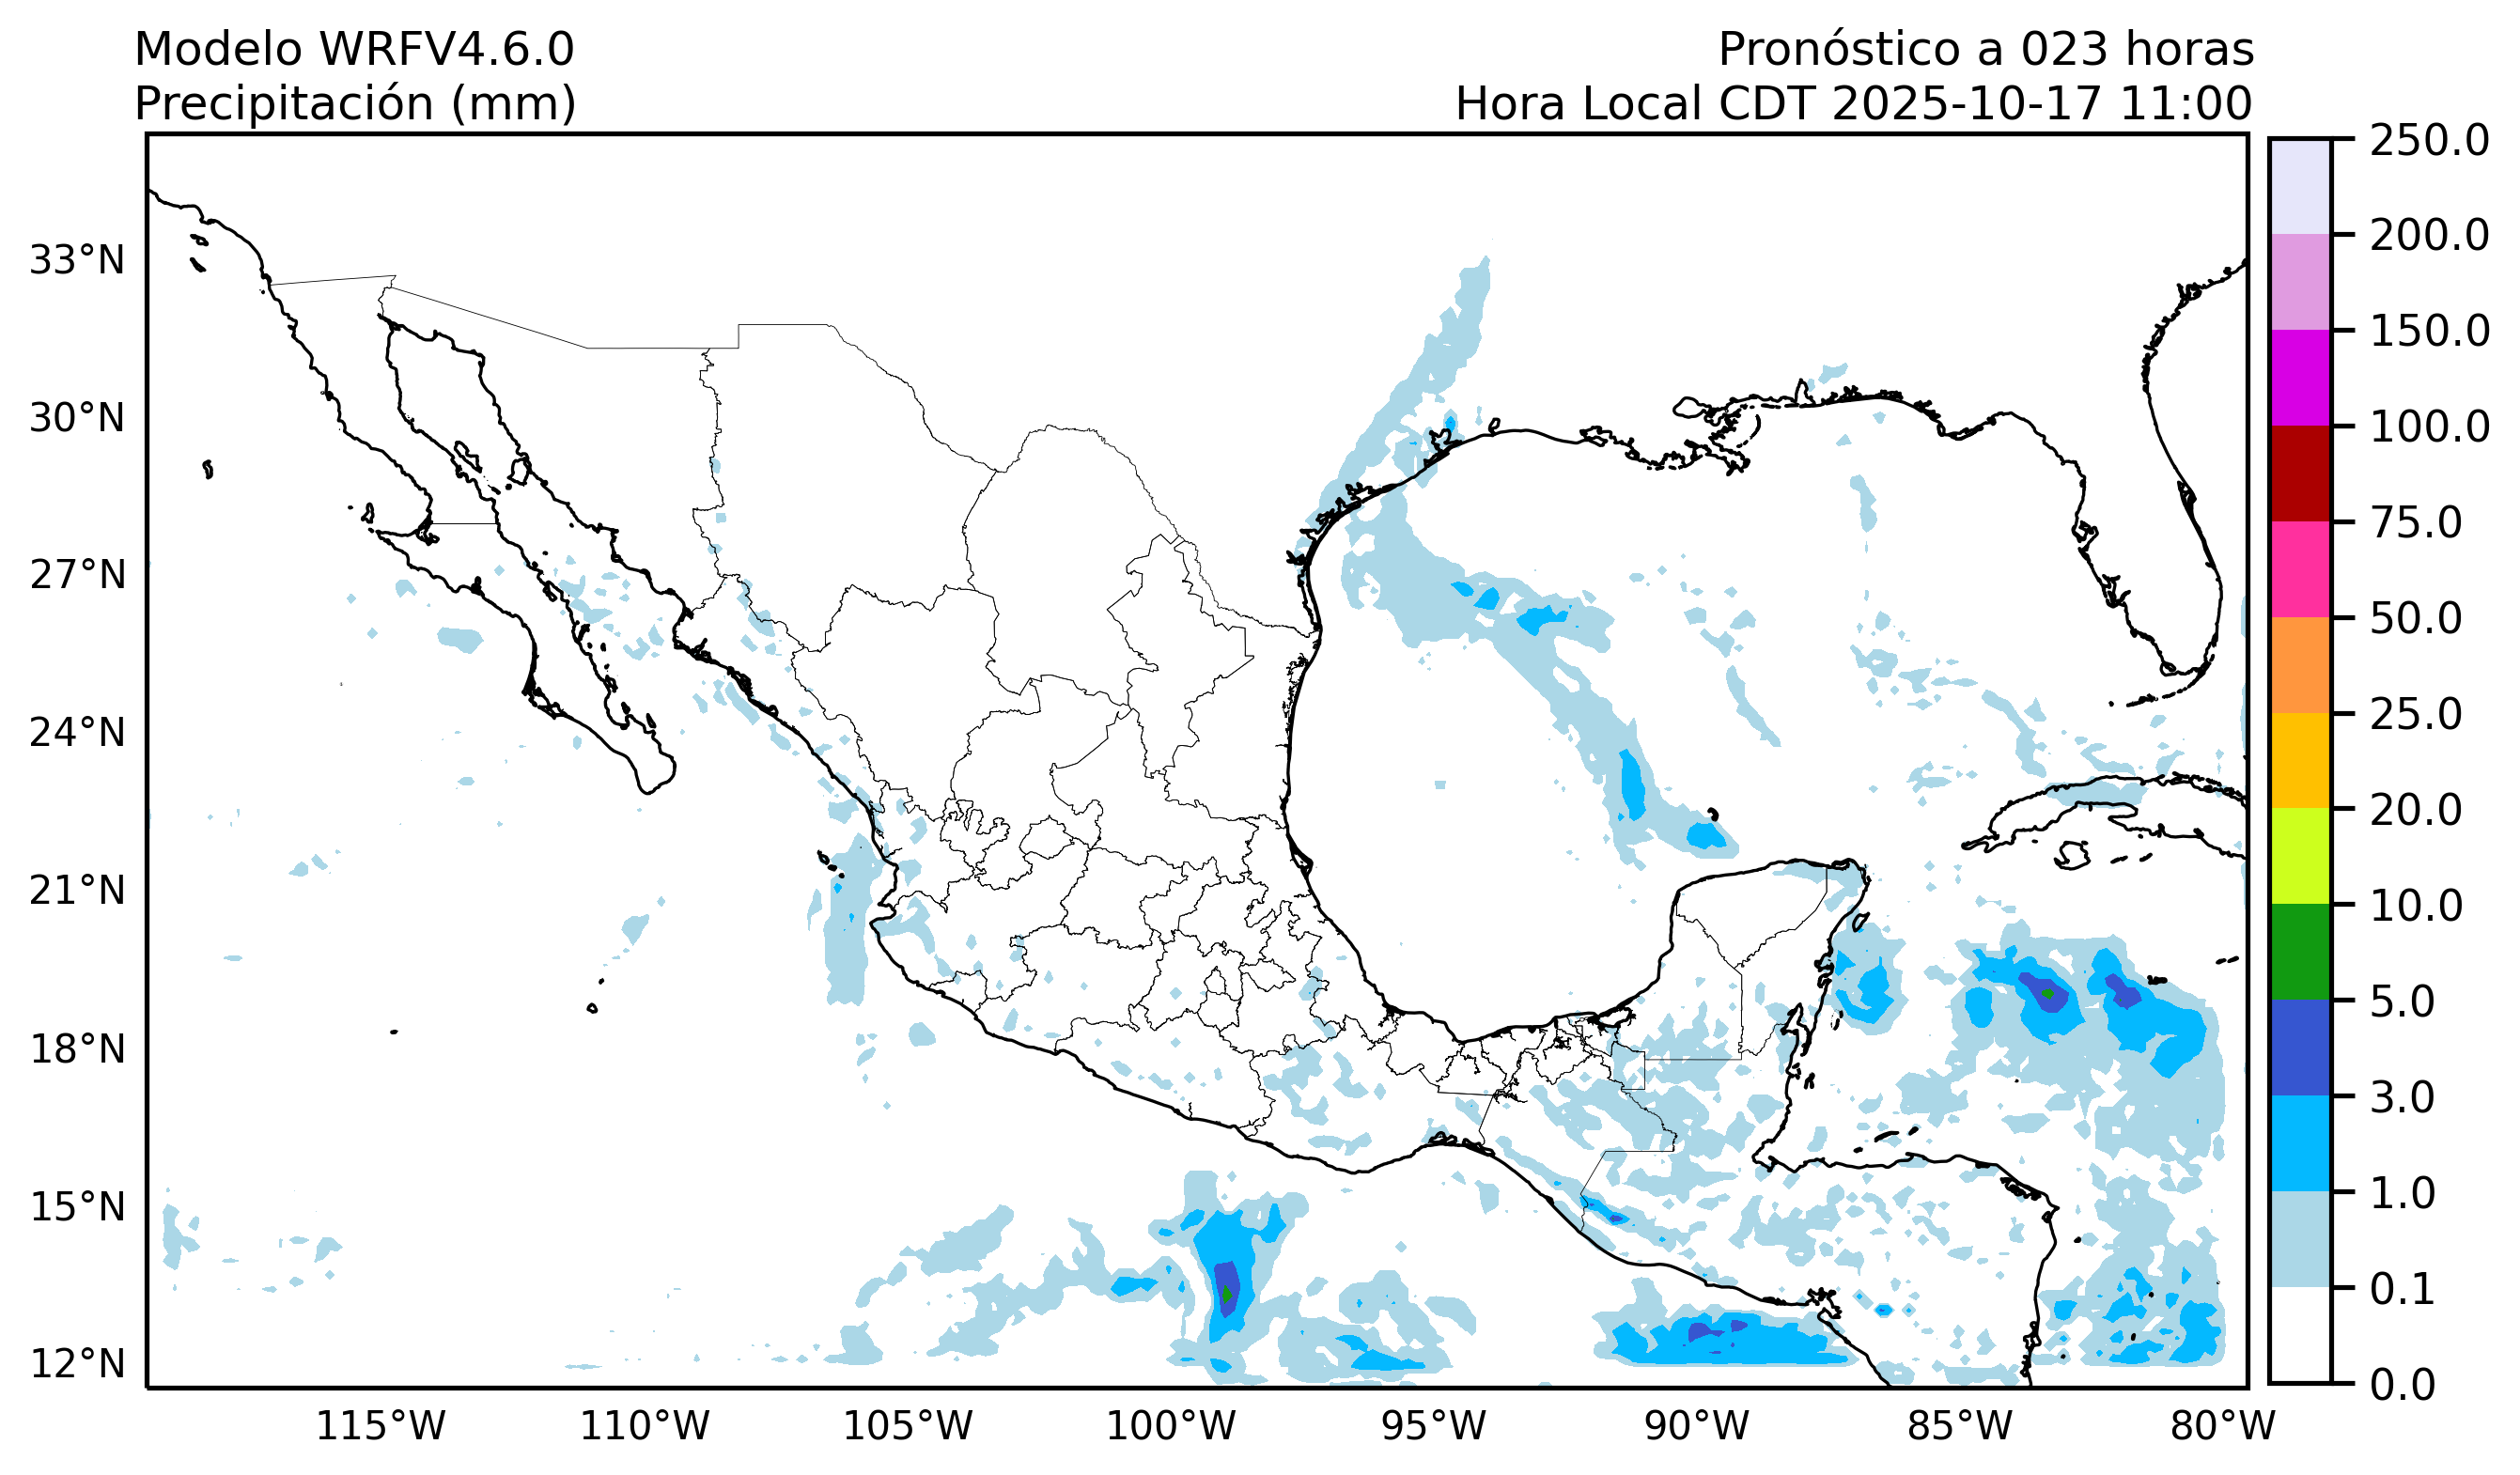 Modelo WRFV4.6.0
Precipitación (mm)
Pronóstico a 023 horas
Hora Local CDT 2025-10-17 11:00
33°N
30°N
27°N
24°N
21°N
18°N
15°N
12°N
115°W
110°W
105°W
100°W
95°W
90°W
85°W
80°W
250.0
200.0
150.0
100.0
75.0
50.0
25.0
20.0
10.0
5.0
3.0
1.0
0.1
0.0